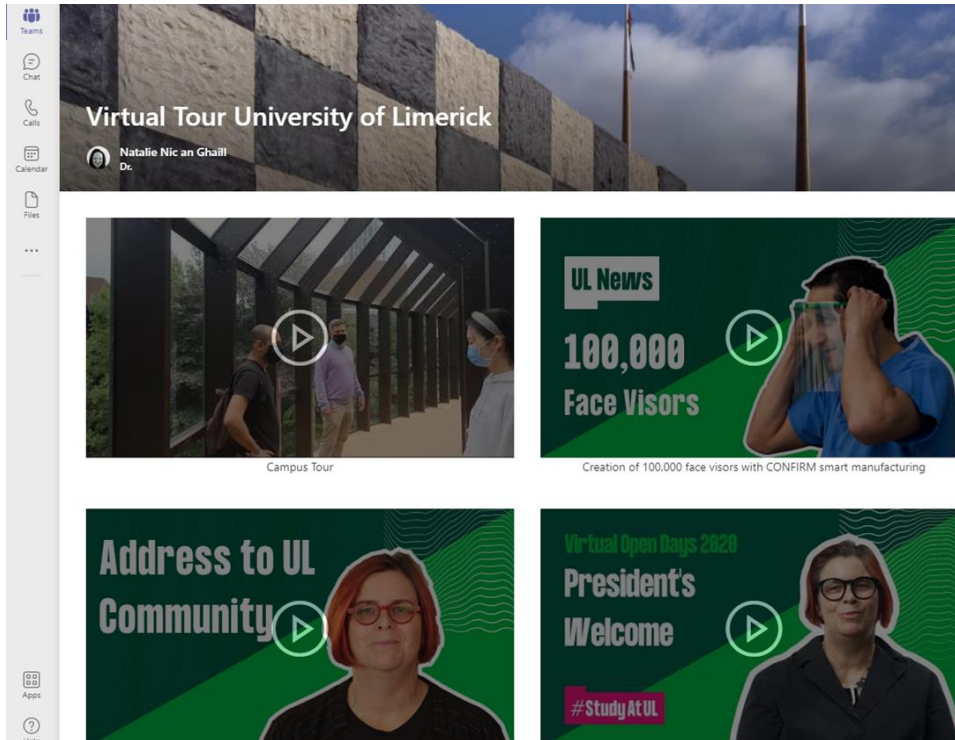 Teams
Chat
Calls
Calendar
Files
Apps
Help
Virtual Tour University of Limerick
Natalie Nic an Ghaill
Dr.
Campus Tour
UL News
100,000
Face Visors
Creation of 100,000 face visors with CONFIRM smart manufacturing
Address to UL
Community
Virtual Open Days 2020
President's
Welcome
#StudyAtUL